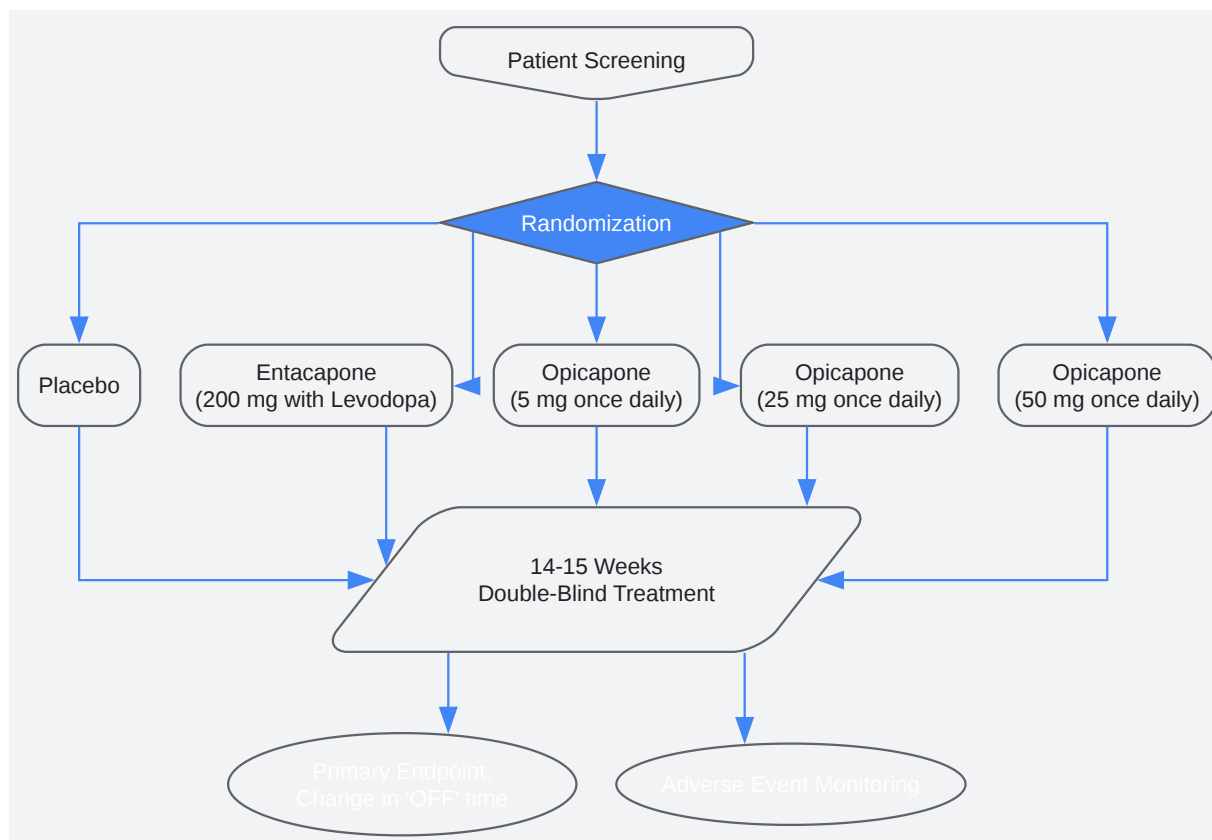 Patient Screening
Randomization
Placebo
Entacapone
(200 mg with Levodopa)
Opicapone
(5 mg once daily)
Opicapone
(25 mg once daily)
Opicapone
(50 mg once daily)
14-15 Weeks
Double-Blind Treatment
Primary Endpoint:
Change in 'OFF' time
Adverse Event Monitoring